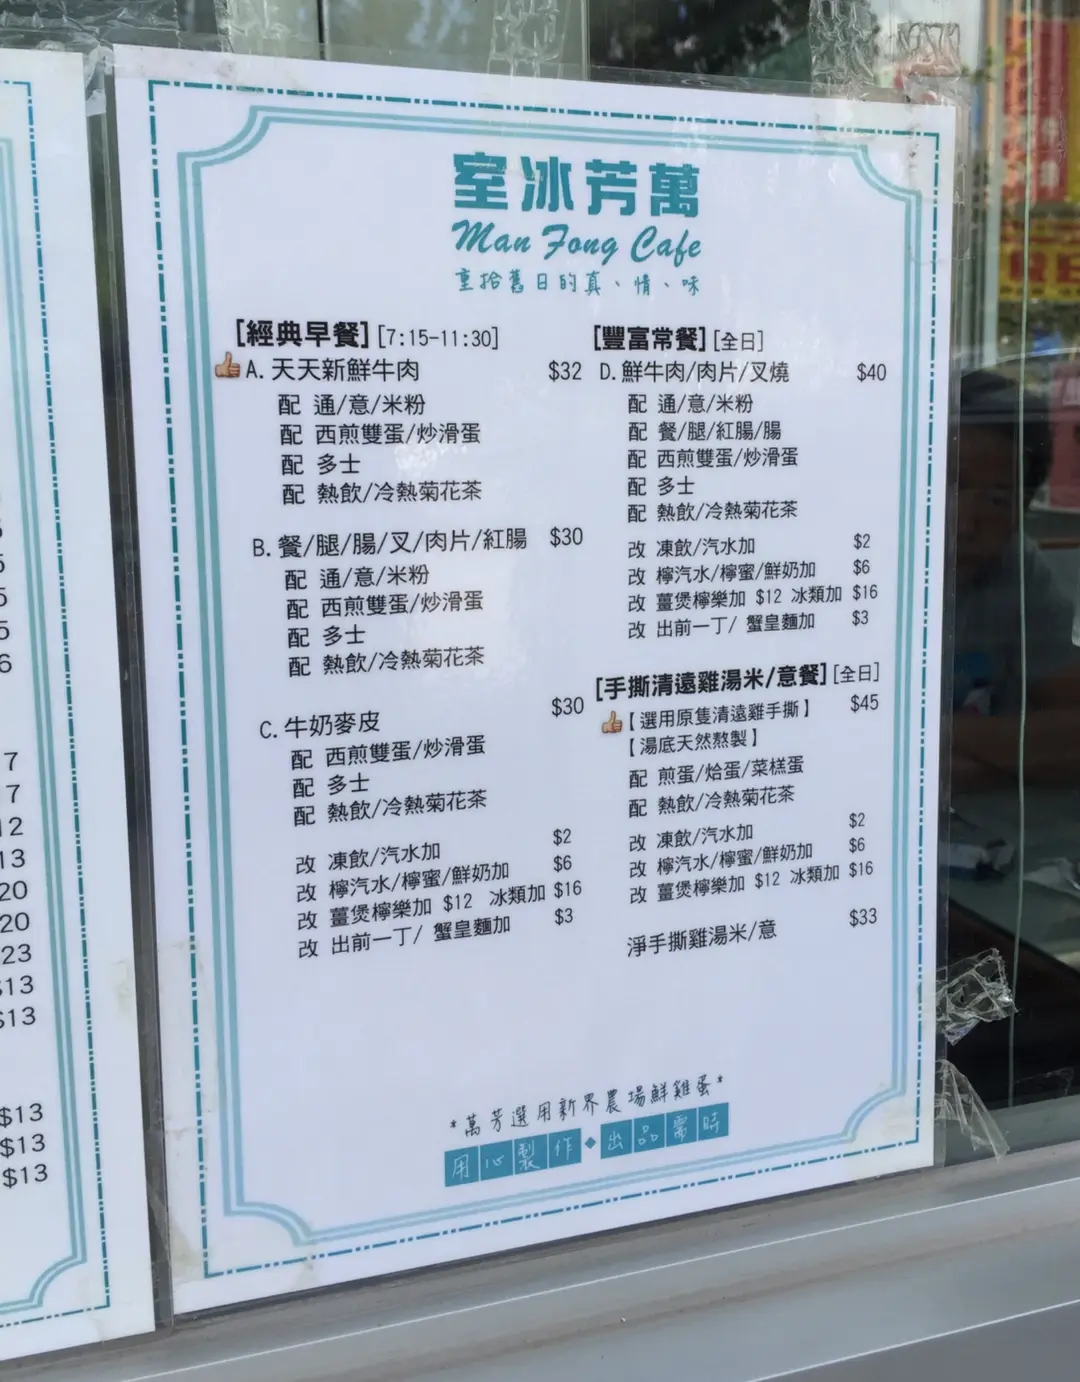 室冰芳萬
Man Fong Cafe
重拾舊日的真、情、味
[經典早餐] [7:15-11:30]
A. 天天新鮮牛肉 $32
配 通/意/米粉
配 西煎雙蛋/炒滑蛋
配 多士
配 熱飲/冷熱菊花茶
B. 餐/腿/腸/叉/肉片/紅腸 $30
配 通/意/米粉
配 西煎雙蛋/炒滑蛋
配 多士
配 熱飲/冷熱菊花茶
C. 牛奶麥皮 $30
配 西煎雙蛋/炒滑蛋
配 多士
配 熱飲/冷熱菊花茶
改 凍飲/汽水加 $2
改 檸汽水/檸蜜/鮮奶加 $6
改 薑煲檸樂加 $12 冰類加 $16
改 出前一丁/ 蟹皇麵加 $3
[豐富常餐] [全日]
D. 鮮牛肉/肉片/叉燒 $40
配 通/意/米粉
配 餐/腿/紅腸/腸
配 西煎雙蛋/炒滑蛋
配 多士
配 熱飲/冷熱菊花茶
改 凍飲/汽水加 $2
改 檸汽水/檸蜜/鮮奶加 $6
改 薑煲檸樂加 $12 冰類加 $16
改 出前一丁/ 蟹皇麵加 $3
[手撕清遠雞湯米/意餐] [全日]
【選用原隻清遠雞手撕】 $45
【湯底天然熬製】
配 煎蛋/烚蛋/菜糕蛋
配 熱飲/冷熱菊花茶
改 凍飲/汽水加 $2
改 檸汽水/檸蜜/鮮奶加 $6
改 薑煲檸樂加 $12 冰類加 $16
淨手撕雞湯米/意 $33
*萬芳選用新界農場鮮雞蛋*
用心製作◆出品需時
5
5
5
6
7
17
12
13
20
20
23
$13
$13
$13
$13
$13